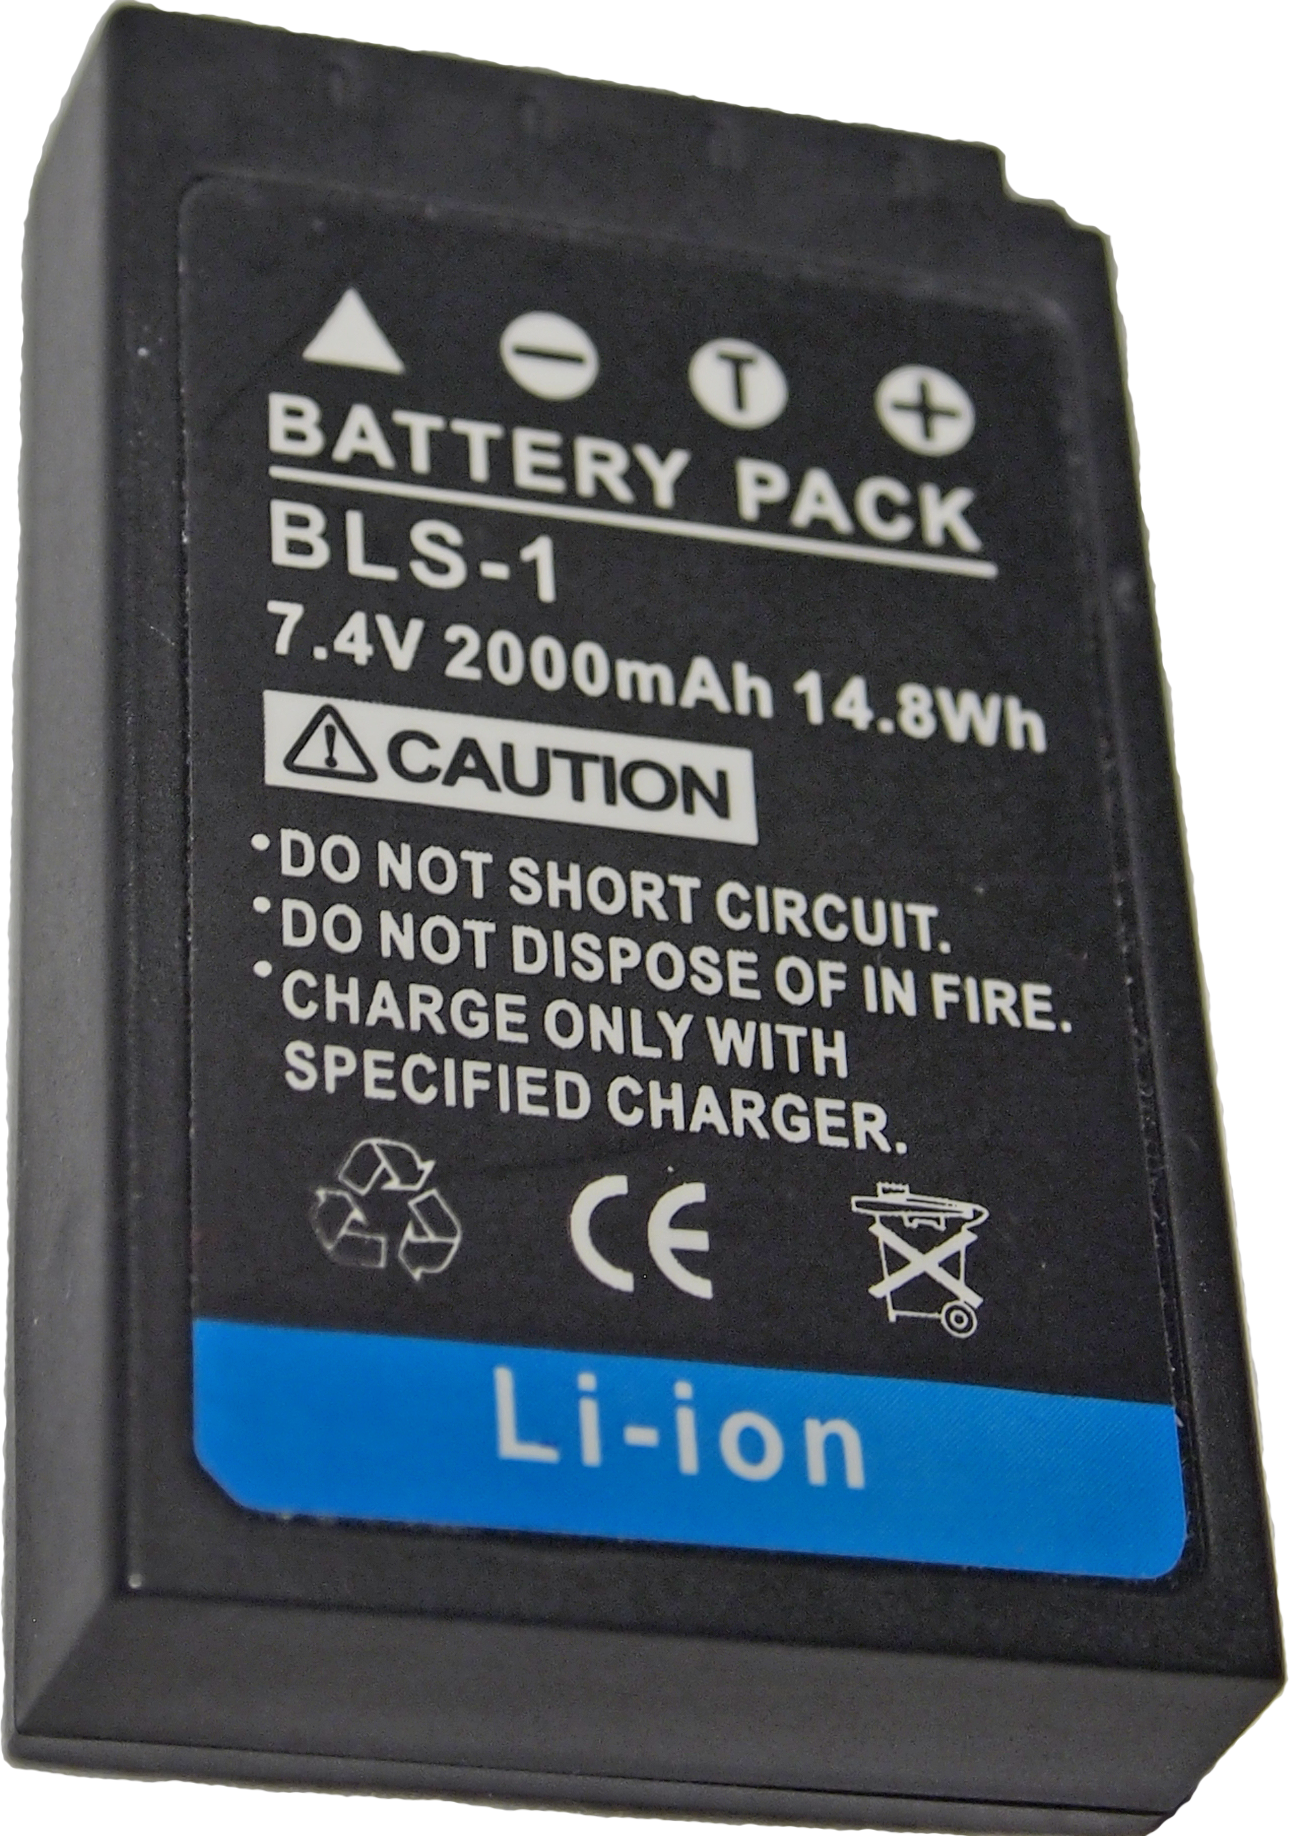 − T +
BATTERY PACK
BLS-1
7.4V 2000mAh 14.8Wh
CAUTION
•DO NOT SHORT CIRCUIT.
•DO NOT DISPOSE OF IN FIRE.
•CHARGE ONLY WITH
SPECIFIED CHARGER.
CE
Li-ion